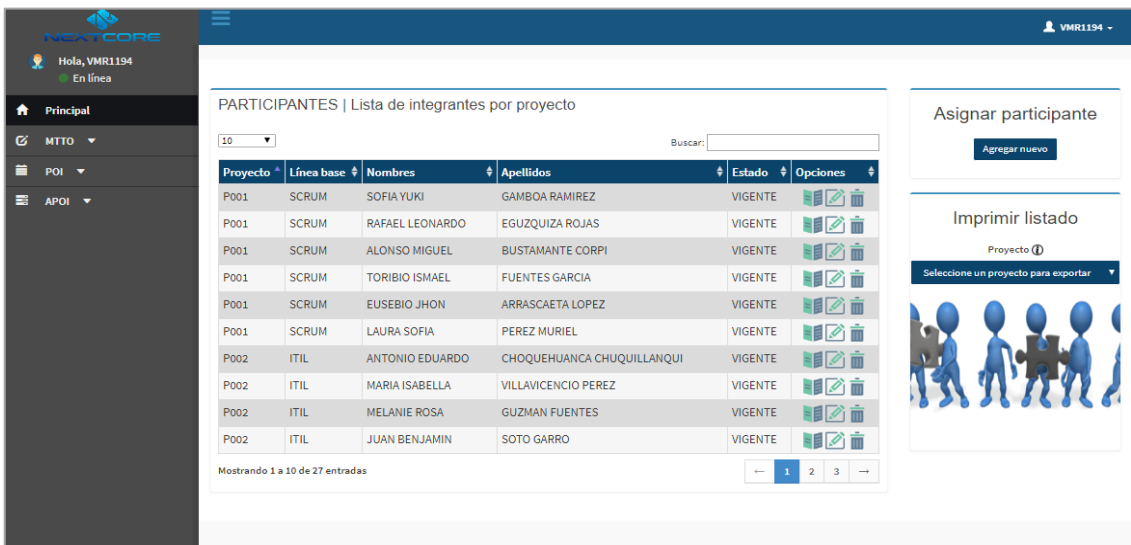 NEXTCORE
VMR1194
Hola, VMR1194
En línea
Principal
MTTO
POI
APOI
PARTICIPANTES | Lista de integrantes por proyecto
10
Buscar:
Proyecto Línea base Nombres Apellidos Estado Opciones
P001 SCRUM SOFIA YUKI GAMBOA RAMIREZ VIGENTE
P001 SCRUM RAFAEL LEONARDO EGUZQUIZA ROJAS VIGENTE
P001 SCRUM ALONSO MIGUEL BUSTAMANTE CORPI VIGENTE
P001 SCRUM TORIBIO ISMAEL FUENTES GARCIA VIGENTE
P001 SCRUM EUSEBIO JHON ARRASCAETA LOPEZ VIGENTE
P001 SCRUM LAURA SOFIA PEREZ MURIEL VIGENTE
P002 ITIL ANTONIO EDUARDO CHOQUEHUANCA CHUQUILLANQUI VIGENTE
P002 ITIL MARIA ISABELLA VILLAVICENCIO PEREZ VIGENTE
P002 ITIL MELANIE ROSA GUZMAN FUENTES VIGENTE
P002 ITIL JUAN BENJAMIN SOTO GARRO VIGENTE
Mostrando 1 a 10 de 27 entradas
← 1 2 3 →
Asignar participante
Agregar nuevo
Imprimir listado
Proyecto
Seleccione un proyecto para exportar